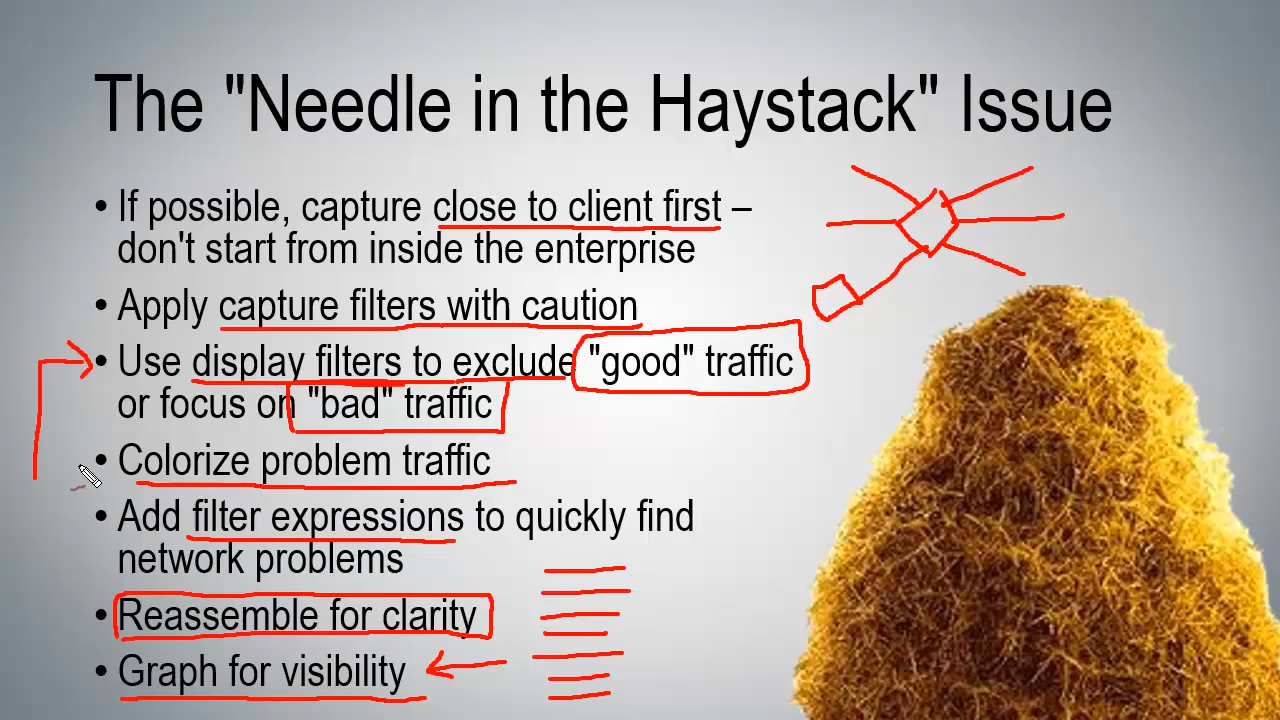 The "Needle in the Haystack" Issue
• If possible, capture close to client first –
don't start from inside the enterprise
• Apply capture filters with caution
• Use display filters to exclude "good" traffic
or focus on "bad" traffic
• Colorize problem traffic
• Add filter expressions to quickly find
network problems
• Reassemble for clarity
• Graph for visibility